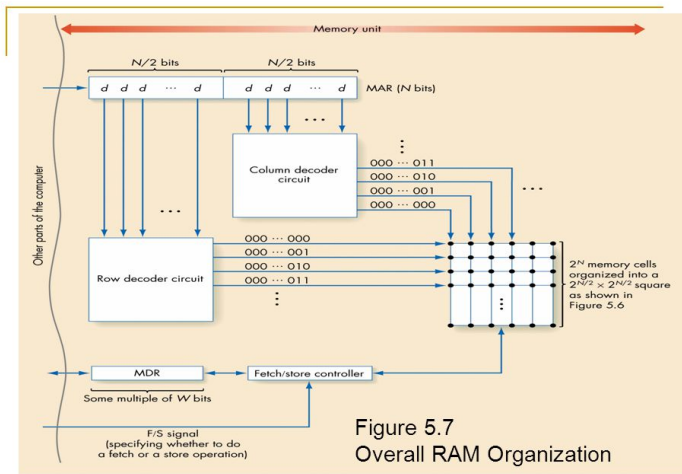 Memory unit
N/2 bits
N/2 bits
d d d ... d
d d d ... d
MAR (N bits)
...
...
Column decoder
circuit
000 ... 011
000 ... 010
000 ... 001
000 ... 000
...
Other parts of the computer
...
Row decoder circuit
000 ... 000
000 ... 001
000 ... 010
000 ... 011
2^N memory cells
organized into a
2^N/2 × 2^N/2 square
as shown in
Figure 5.6
MDR
Fetch/store controller
Some multiple of W bits
F/S signal
(specifying whether to do
a fetch or a store operation)
Figure 5.7
Overall RAM Organization